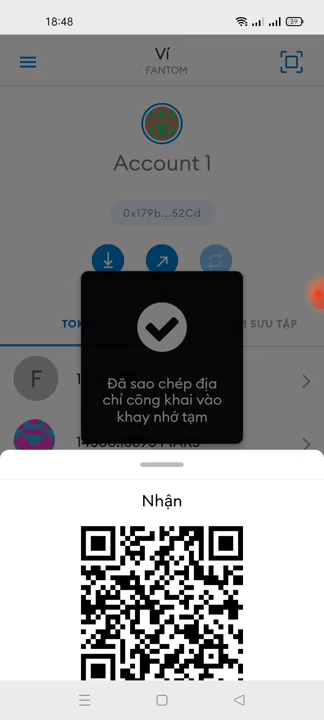 18:48
39
Ví
FANTOM
Account 1
0x179b...52Cd
Đã sao chép địa
chỉ công khai vào
khay nhớ tạm
SƯU TẬP
F
Nhận